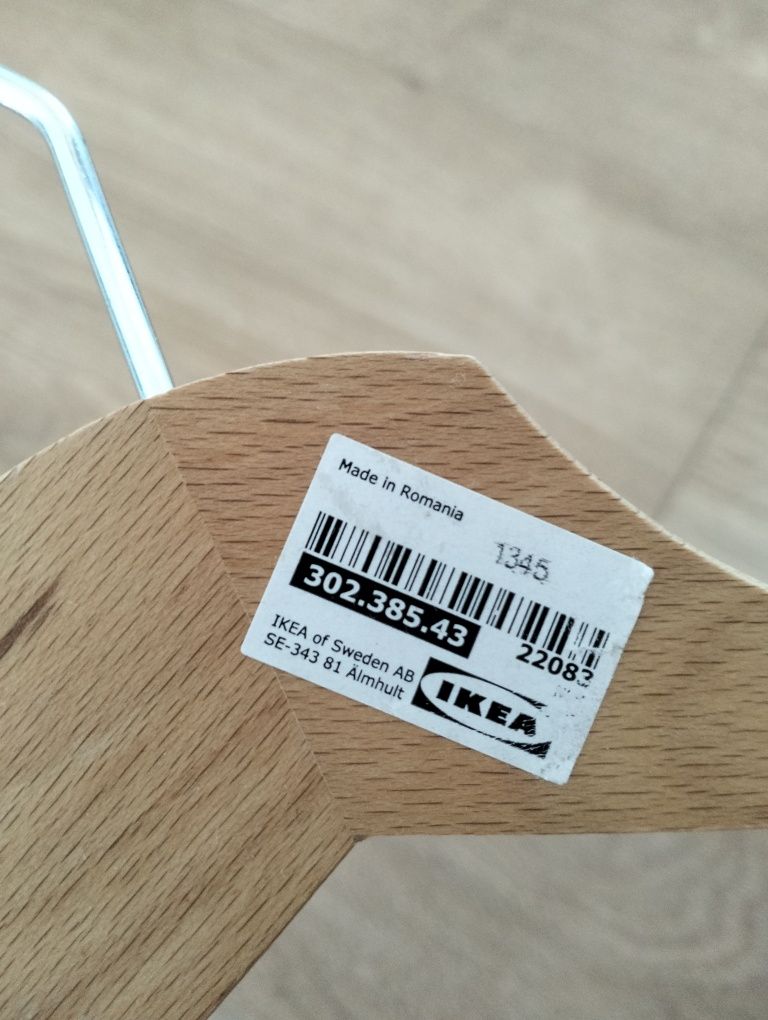 Made in Romania
1345
302.385.43
22083
IKEA of Sweden AB
SE-343 81 Älmhult
IKEA